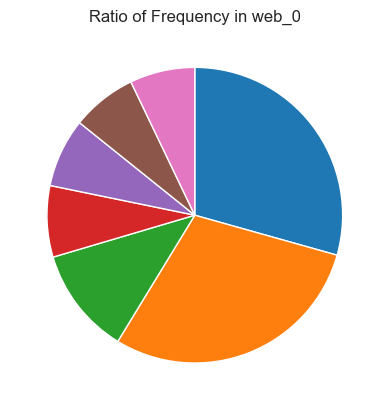 Ratio of Frequency in web_0